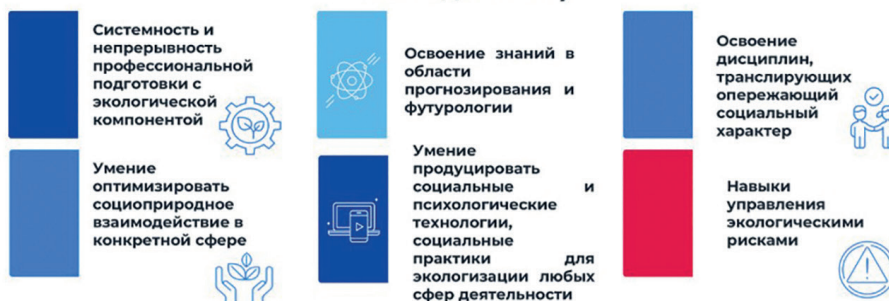 Системность и
непрерывность
профессиональной
подготовки с
экологической
компонентой
Освоение знаний в
области
прогнозирования и
футурологии
Освоение
дисциплин,
транслирующих
опережающий
социальный
характер
Умение
оптимизировать
социоприродное
взаимодействие в
конкретной сфере
Умение
продуцировать
социальные и
психологические
технологии,
социальные
практики для
экологизации любых
сфер деятельности
Навыки
управления
экологическими
рисками